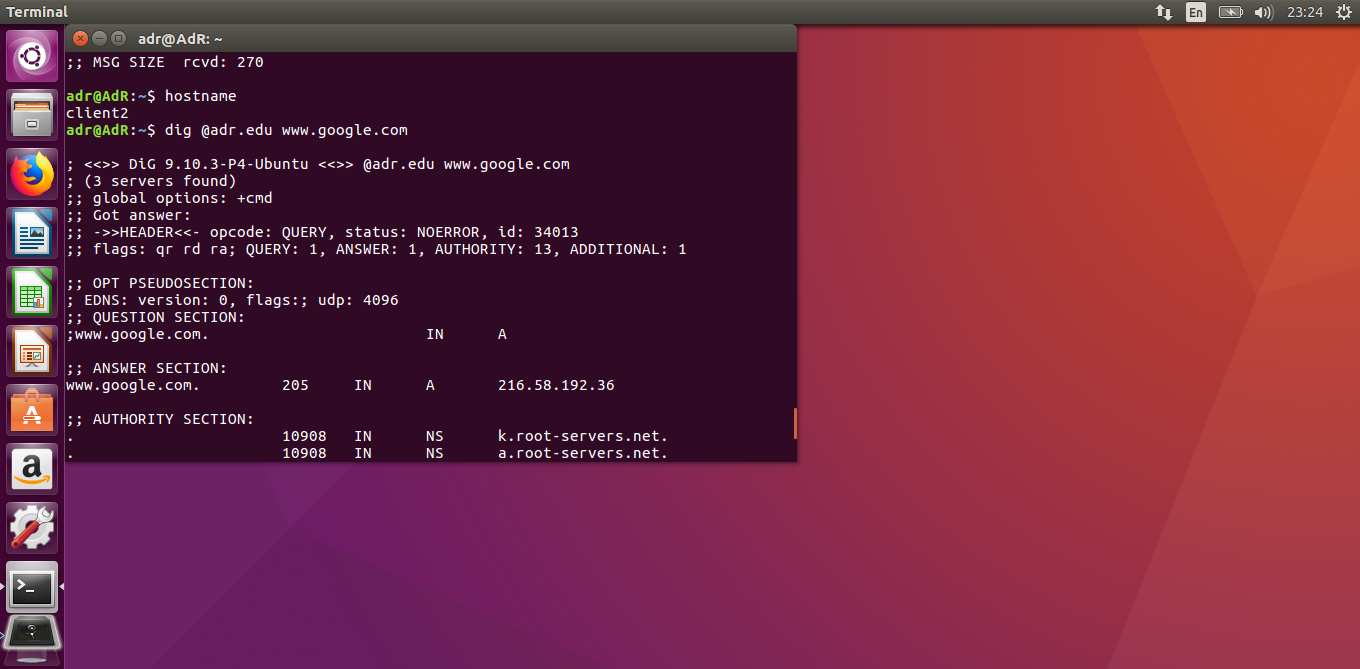 Terminal
En
23:24
adr@AdR: ~
;; MSG SIZE  rcvd: 270
adr@AdR:~$ hostname
client2
adr@AdR:~$ dig @adr.edu www.google.com
; <<>> DiG 9.10.3-P4-Ubuntu <<>> @adr.edu www.google.com
; (3 servers found)
;; global options: +cmd
;; Got answer:
;; ->>HEADER<<- opcode: QUERY, status: NOERROR, id: 34013
;; flags: qr rd ra; QUERY: 1, ANSWER: 1, AUTHORITY: 13, ADDITIONAL: 1
;; OPT PSEUDOSECTION:
; EDNS: version: 0, flags:; udp: 4096
;; QUESTION SECTION:
;www.google.com.			IN	A
;; ANSWER SECTION:
www.google.com.		205	IN	A	216.58.192.36
;; AUTHORITY SECTION:
.			10908	IN	NS	k.root-servers.net.
.			10908	IN	NS	a.root-servers.net.